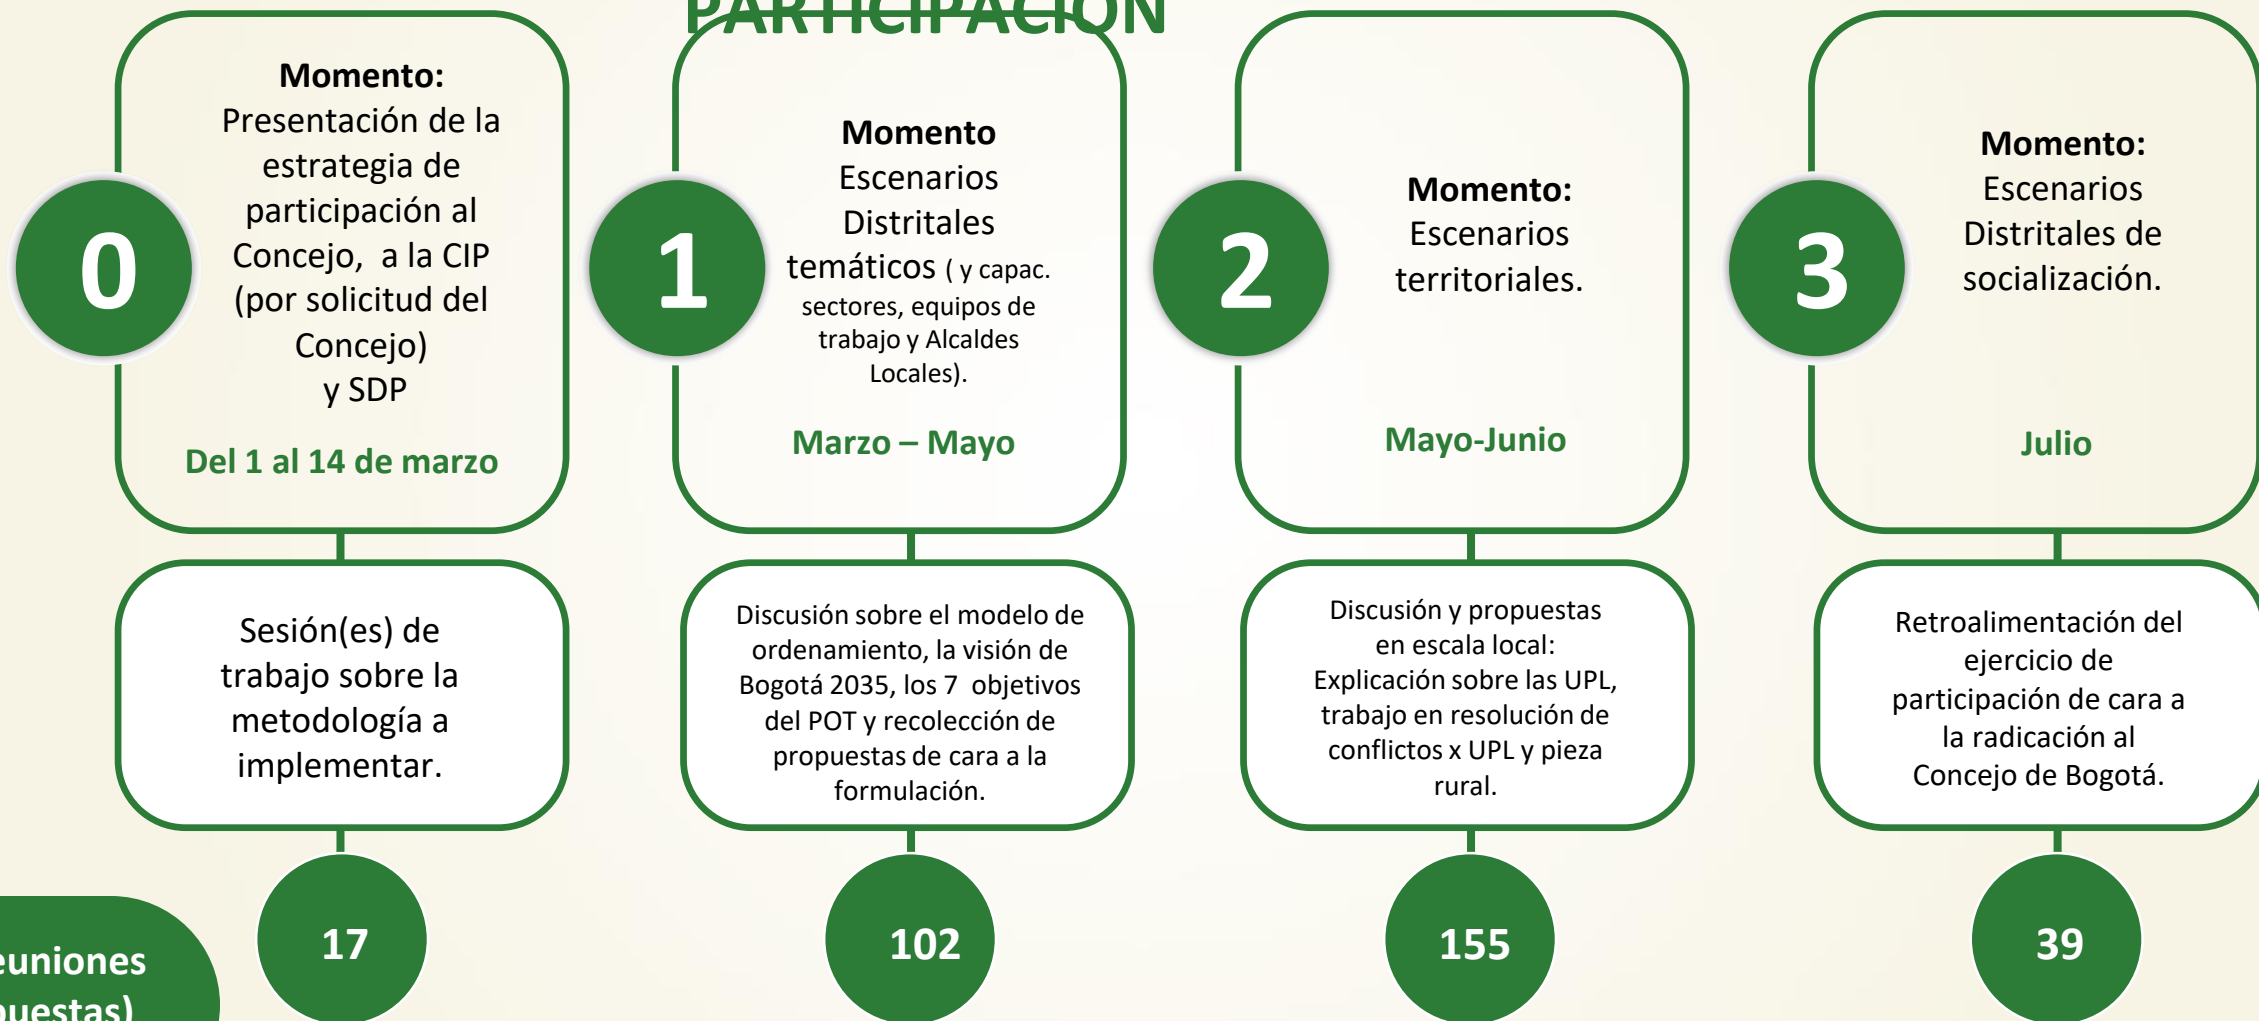 PARTICIPACIÓN
0
Momento:
Presentación de la
estrategia de
participación al
Concejo, a la CIP
(por solicitud del
Concejo)
y SDP
Del 1 al 14 de marzo
1
Momento
Escenarios
Distritales
temáticos ( y capac.
sectores, equipos de
trabajo y Alcaldes
Locales).
Marzo – Mayo
2
Momento:
Escenarios
territoriales.
Mayo-Junio
3
Momento:
Escenarios
Distritales de
socialización.
Julio
Sesión(es) de
trabajo sobre la
metodología a
implementar.
Discusión sobre el modelo de
ordenamiento, la visión de
Bogotá 2035, los 7 objetivos
del POT y recolección de
propuestas de cara a la
formulación.
Discusión y propuestas
en escala local:
Explicación sobre las UPL,
trabajo en resolución de
conflictos x UPL y pieza
rural.
Retroalimentación del
ejercicio de
participación de cara a
la radicación al
Concejo de Bogotá.
euniones
puestas)
17
102
155
39